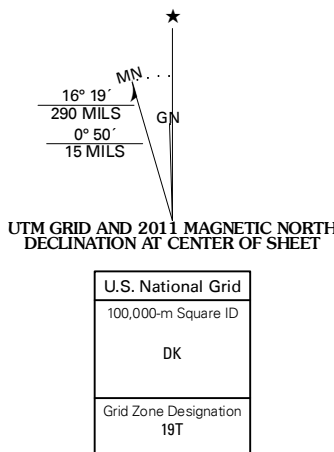 ★
MN
GN
16° 19´
290 MILS
0° 50´
15 MILS
UTM GRID AND 2011 MAGNETIC NORTH
DECLINATION AT CENTER OF SHEET
U.S. National Grid
100,000-m Square ID
DK
Grid Zone Designation
19T